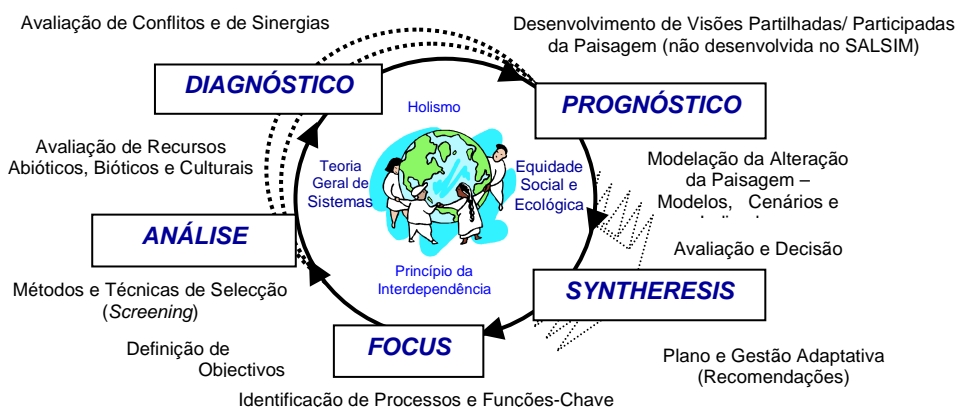 Avaliação de Conflitos e de Sinergias
Desenvolvimento de Visões Partilhadas/ Participadas
da Paisagem (não desenvolvida no SALSIM)
DIAGNÓSTICO
PROGNÓSTICO
Holismo
Avaliação de Recursos
Abióticos, Bióticos e Culturais
Teoria
Geral de
Sistemas
Equidade
Social e
Ecológica
Modelação da Alteração
da Paisagem –
Modelos, Cenários e
ANÁLISE
Avaliação e Decisão
Princípio da
Interdependência
Métodos e Técnicas de Selecção
(Screening)
SYNTHERESIS
FOCUS
Definição de
Objectivos
Plano e Gestão Adaptativa
(Recomendações)
Identificação de Processos e Funções-Chave